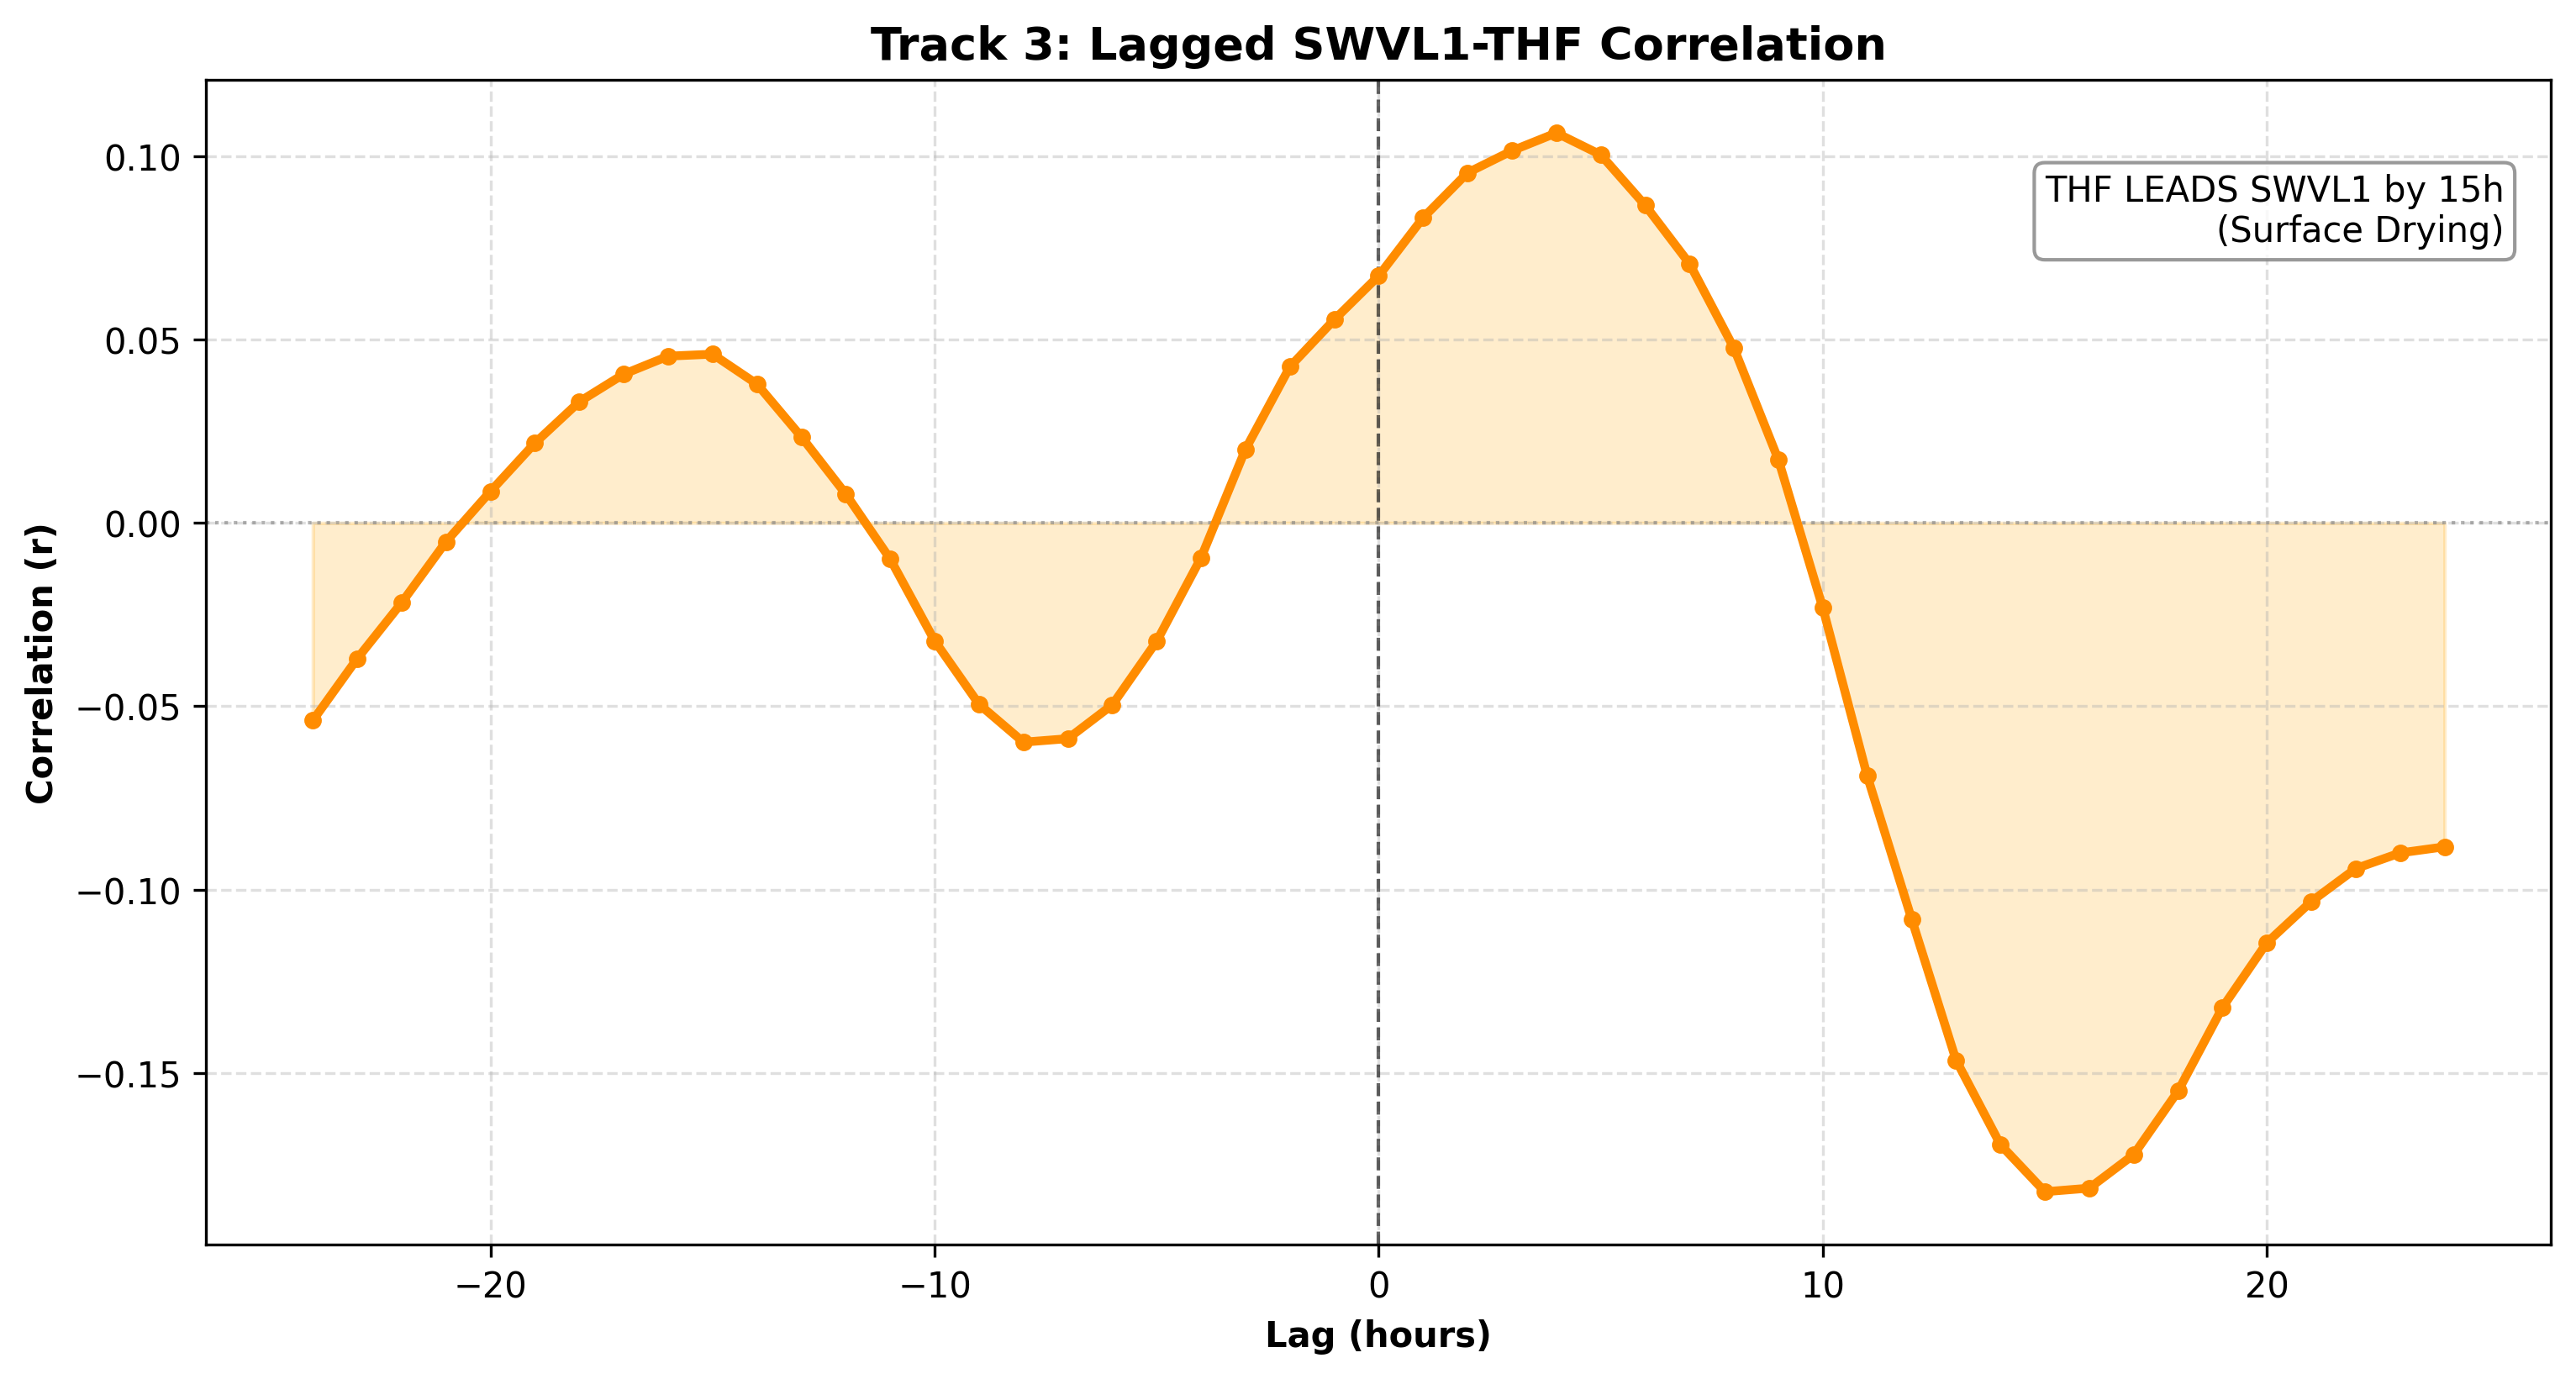 Track 3: Lagged SWVL1-THF Correlation
THF LEADS SWVL1 by 15h
(Surface Drying)
Correlation (r)
0.10
0.05
0.00
−0.05
−0.10
−0.15
−20
−10
0
10
20
Lag (hours)